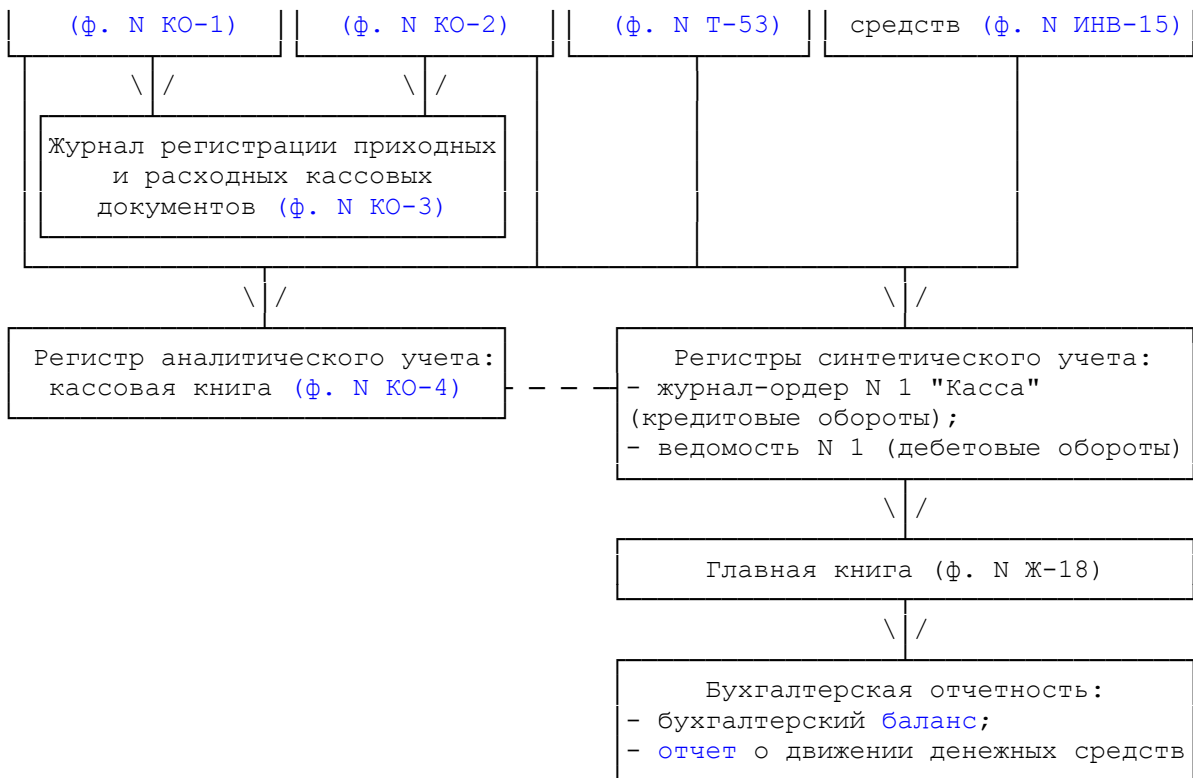 (ф. N КО-1) (ф. N КО-2) (ф. N Т-53) средств (ф. N ИНВ-15)
Журнал регистрации приходных
и расходных кассовых
документов (ф. N КО-3)
Регистр аналитического учета:
кассовая книга (ф. N КО-4)
Регистры синтетического учета:
- журнал-ордер N 1 "Касса"
(кредитовые обороты);
- ведомость N 1 (дебетовые обороты)
Главная книга (ф. N Ж-18)
Бухгалтерская отчетность:
- бухгалтерский баланс;
- отчет о движении денежных средств